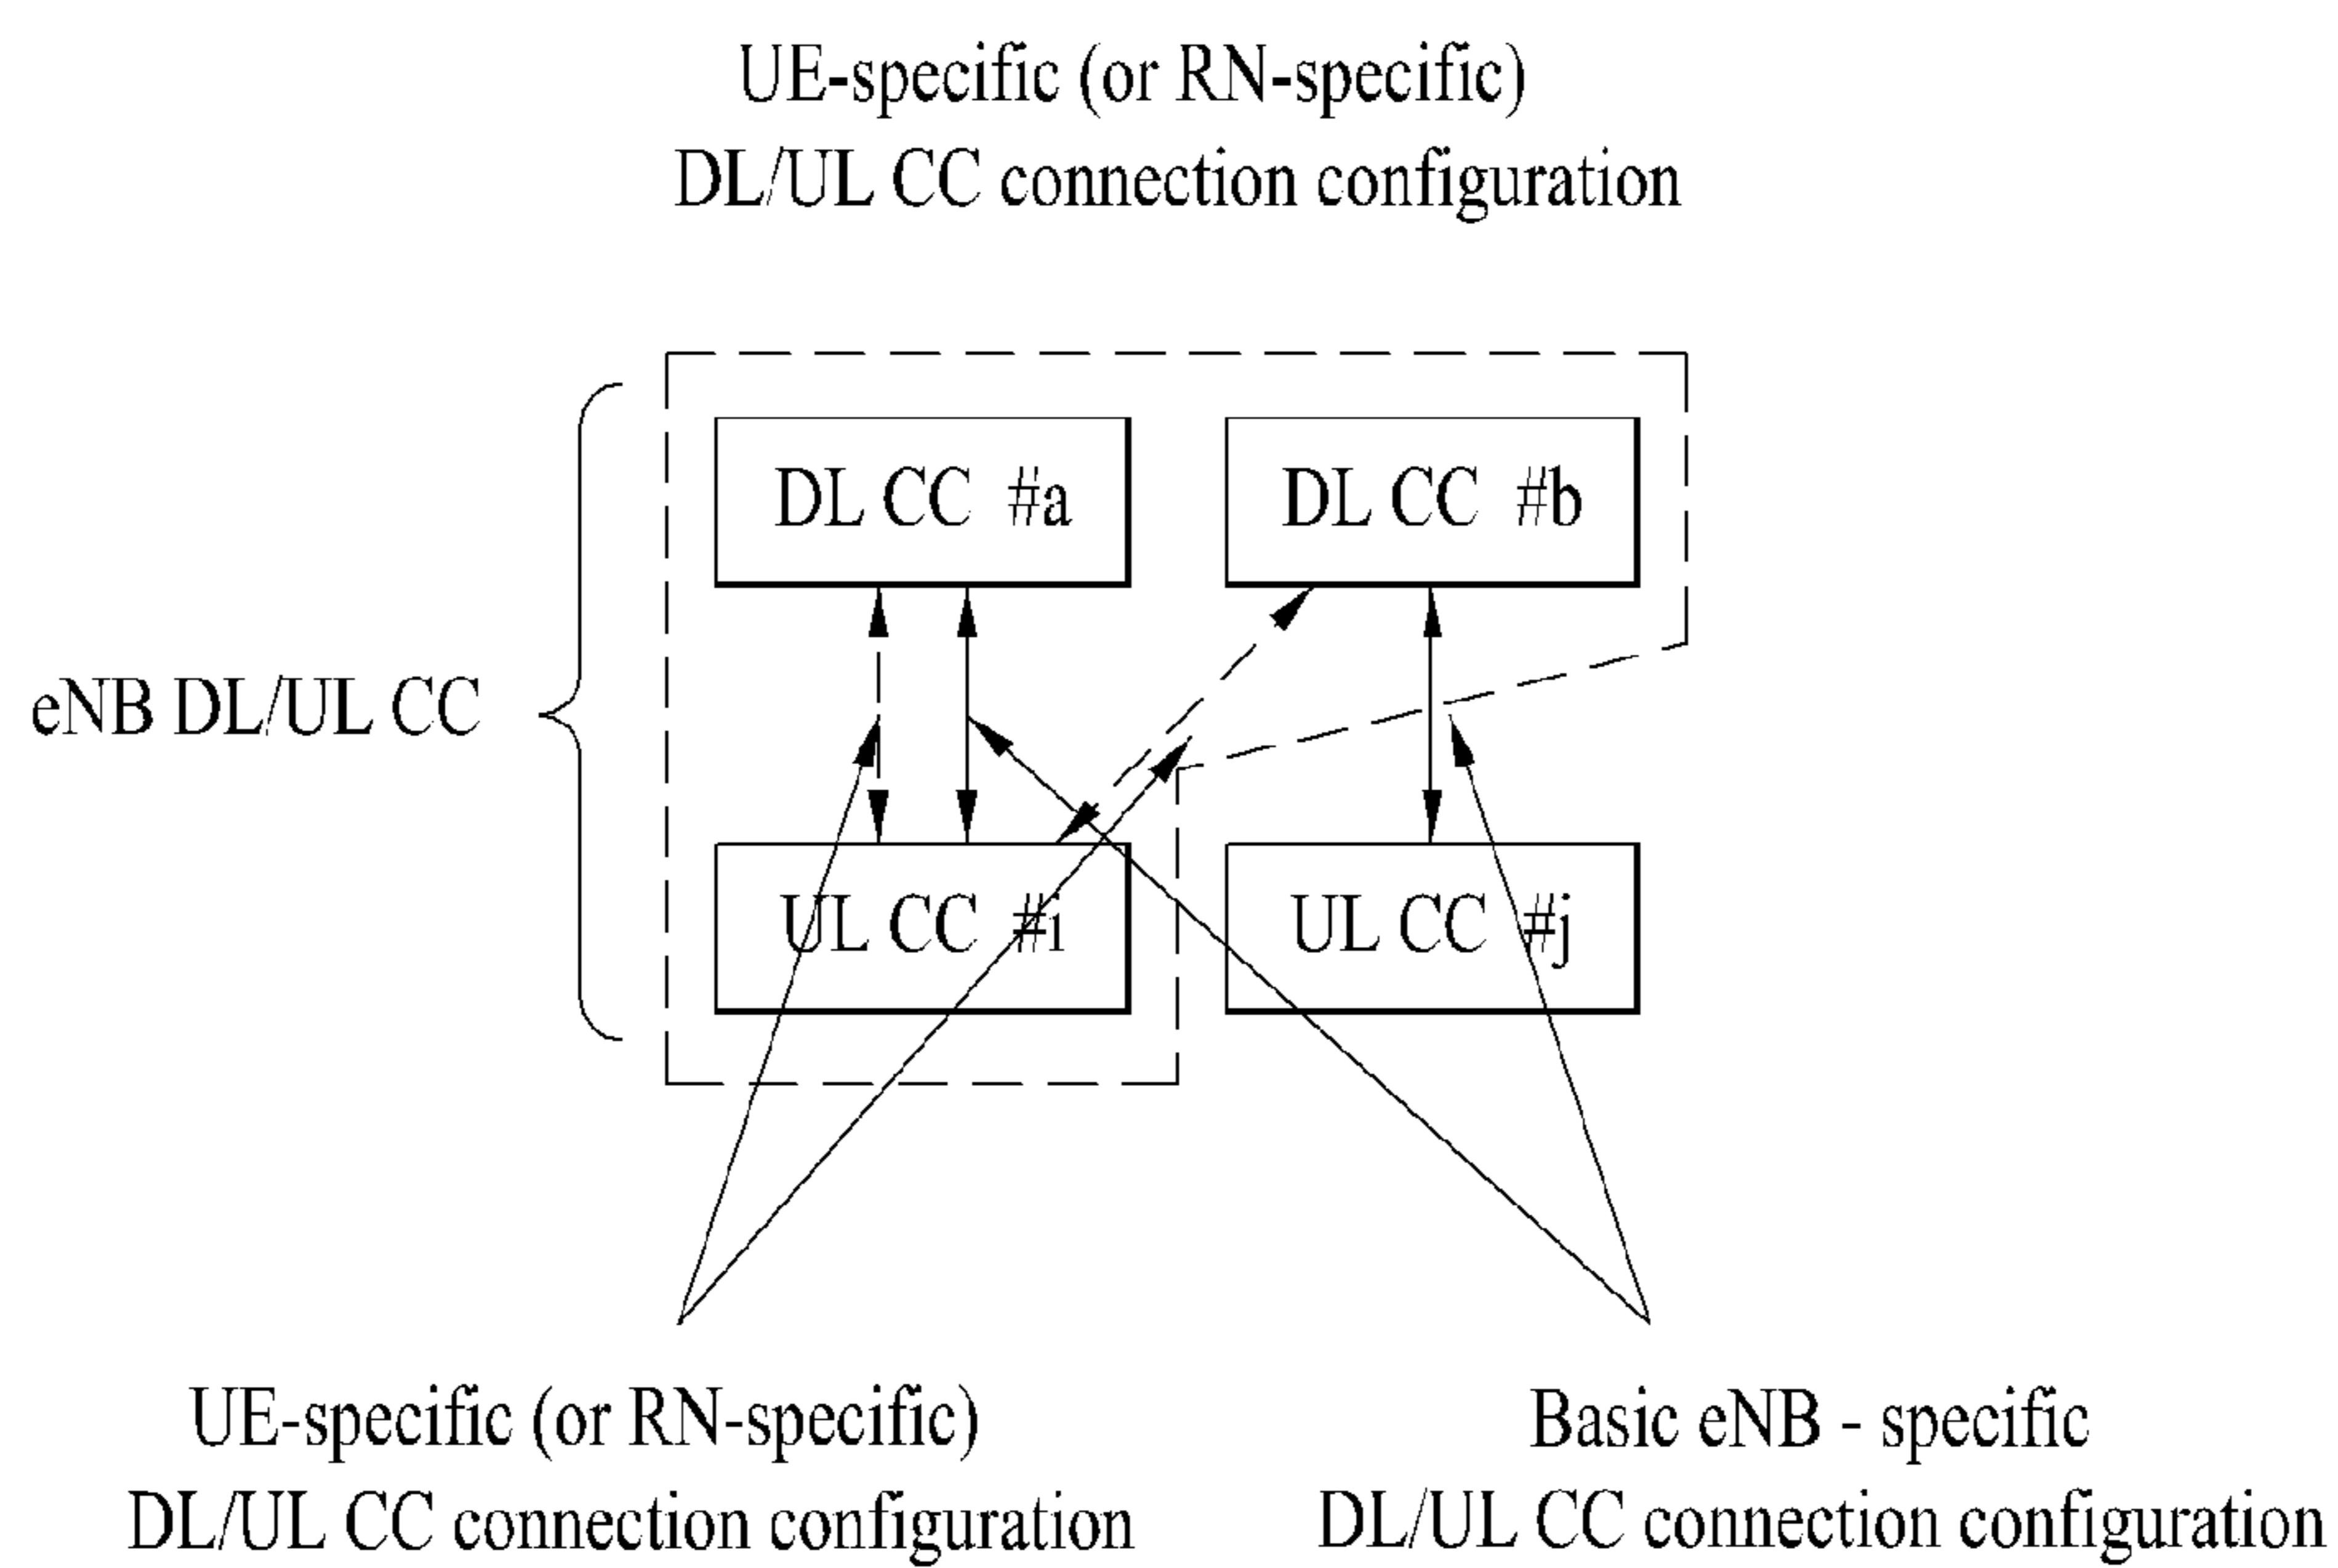 UE-specific (or RN-specific)
DL/UL CC connection configuration
DL CC #a
DL CC #b
eNB DL/UL CC
UL CC #i
UL CC #j
UE-specific (or RN-specific)
DL/UL CC connection configuration
Basic eNB - specific
DL/UL CC connection configuration